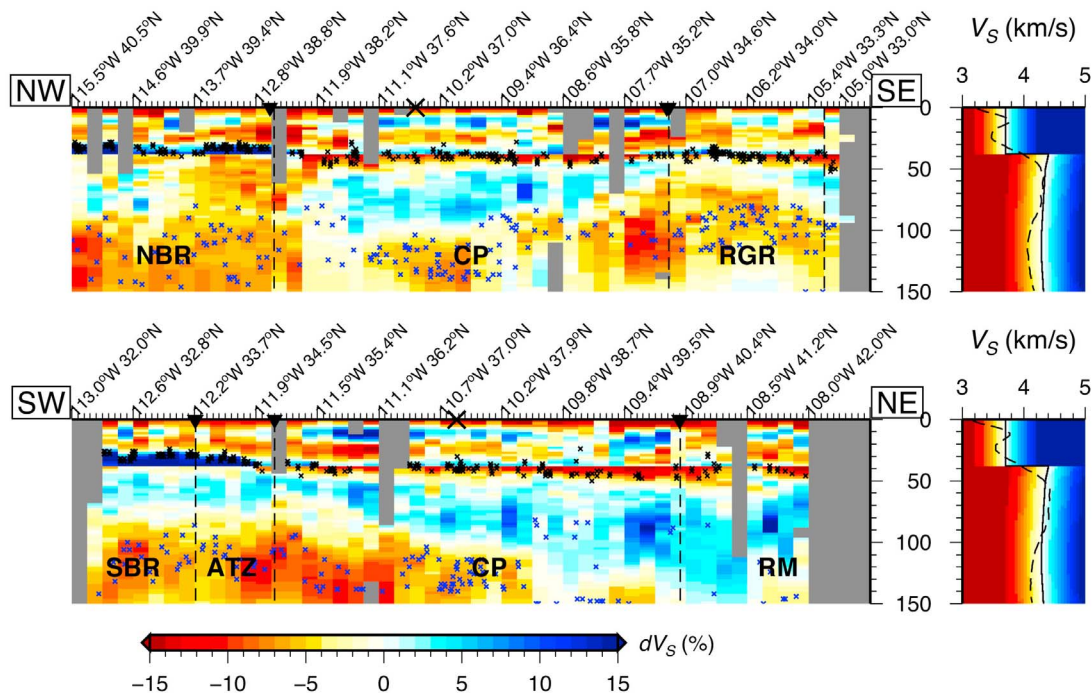 115.5°W 40.5°N
114.6°W 39.9°N
113.7°W 39.4°N
112.8°W 38.8°N
111.9°W 38.2°N
111.1°W 37.6°N
110.2°W 37.0°N
109.4°W 36.4°N
108.6°W 35.8°N
107.7°W 35.2°N
107.0°W 34.6°N
106.2°W 34.0°N
105.4°W 33.3°N
105.0°W 33.0°N
V_S (km/s)
NW
SE
3 4 5
0
50
100
150
NBR
CP
RGR
113.0°W 32.0°N
112.6°W 32.8°N
112.2°W 33.7°N
111.9°W 34.5°N
111.5°W 35.4°N
111.1°W 36.2°N
110.7°W 37.0°N
110.2°W 37.9°N
109.8°W 38.7°N
109.4°W 39.5°N
108.9°W 40.4°N
108.5°W 41.2°N
108.0°W 42.0°N
V_S (km/s)
SW
NE
3 4 5
0
50
100
150
SBR
ATZ
CP
RM
dV_S (%)
−15 −10 −5 0 5 10 15